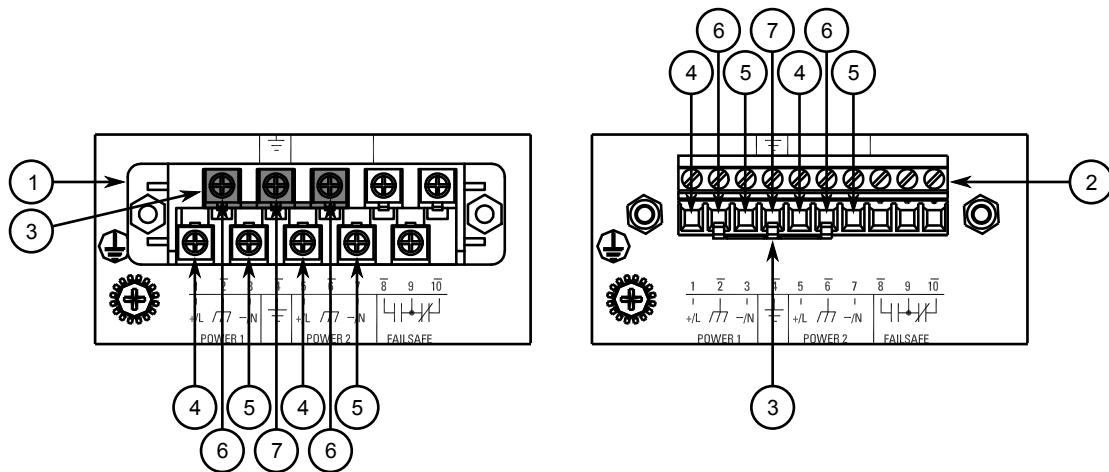 6 7 6
4 5 4 5
1
3
2
1 2 3 4 5 6 7 8 9 10
+/L −/N +/L −/N
POWER 1 POWER 2 FAILSAFE
4 5 4 5
6 7 6
2 3 4 5 6 7 8 9 10
+/L −/N +/L −/N
POWER 1 POWER 2 FAILSAFE
3